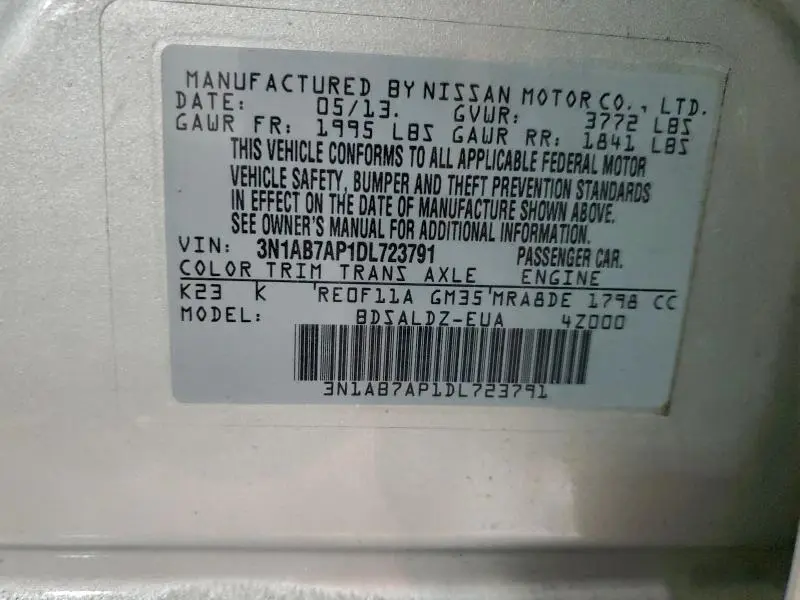 MANUFACTURED BY NISSAN MOTOR CO., LTD.
DATE: 05/13. GVWR: 3772 LBS
GAWR FR: 1995 LBS GAWR RR: 1841 LBS
THIS VEHICLE CONFORMS TO ALL APPLICABLE FEDERAL MOTOR
VEHICLE SAFETY, BUMPER AND THEFT PREVENTION STANDARDS
IN EFFECT ON THE DATE OF MANUFACTURE SHOWN ABOVE.
SEE OWNER'S MANUAL FOR ADDITIONAL INFORMATION.
VIN: 3N1AB7AP1DL723791 PASSENGER CAR.
COLOR TRIM TRANS AXLE ENGINE
K23 K 'RE0F11A GM35'MRA8DE 1798 CC
MODEL: BDSALDZ-EUA 4Z000
3N1AB7AP1DL723791